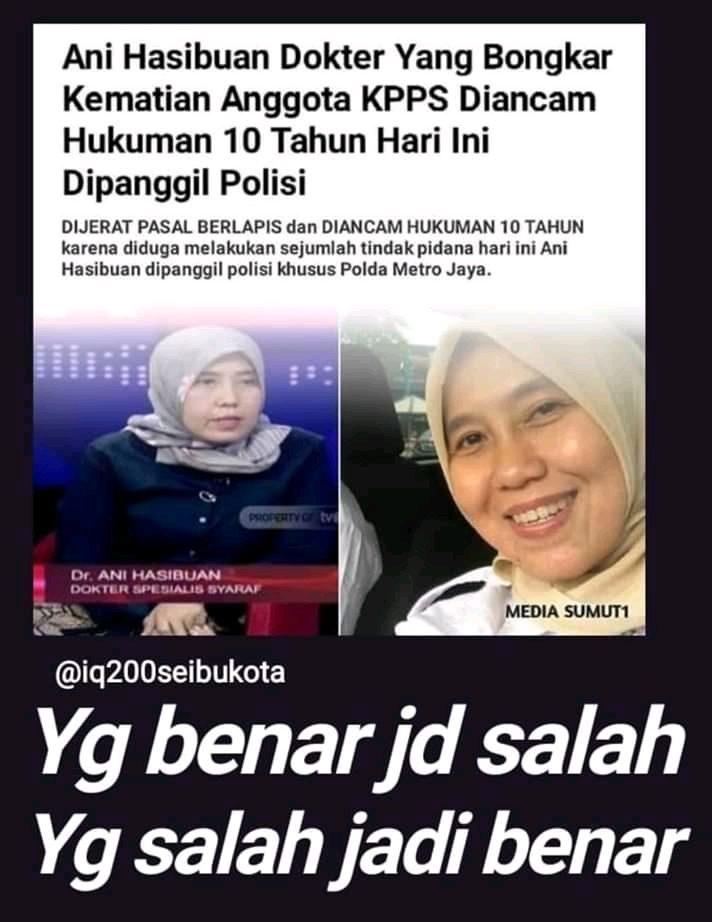 Ani Hasibuan Dokter Yang Bongkar
Kematian Anggota KPPS Diancam
Hukuman 10 Tahun Hari Ini
Dipanggil Polisi
DIJERAT PASAL BERLAPIS dan DIANCAM HUKUMAN 10 TAHUN
karena diduga melakukan sejumlah tindak pidana hari ini Ani
Hasibuan dipanggil polisi khusus Polda Metro Jaya.
PROPERTY OF
Dr. ANI HASIBUAN
DOKTER SPESIALIS SYARAF
MEDIA SUMUT1
@iq200seibukota
Yg benar jd salah
Yg salah jadi benar